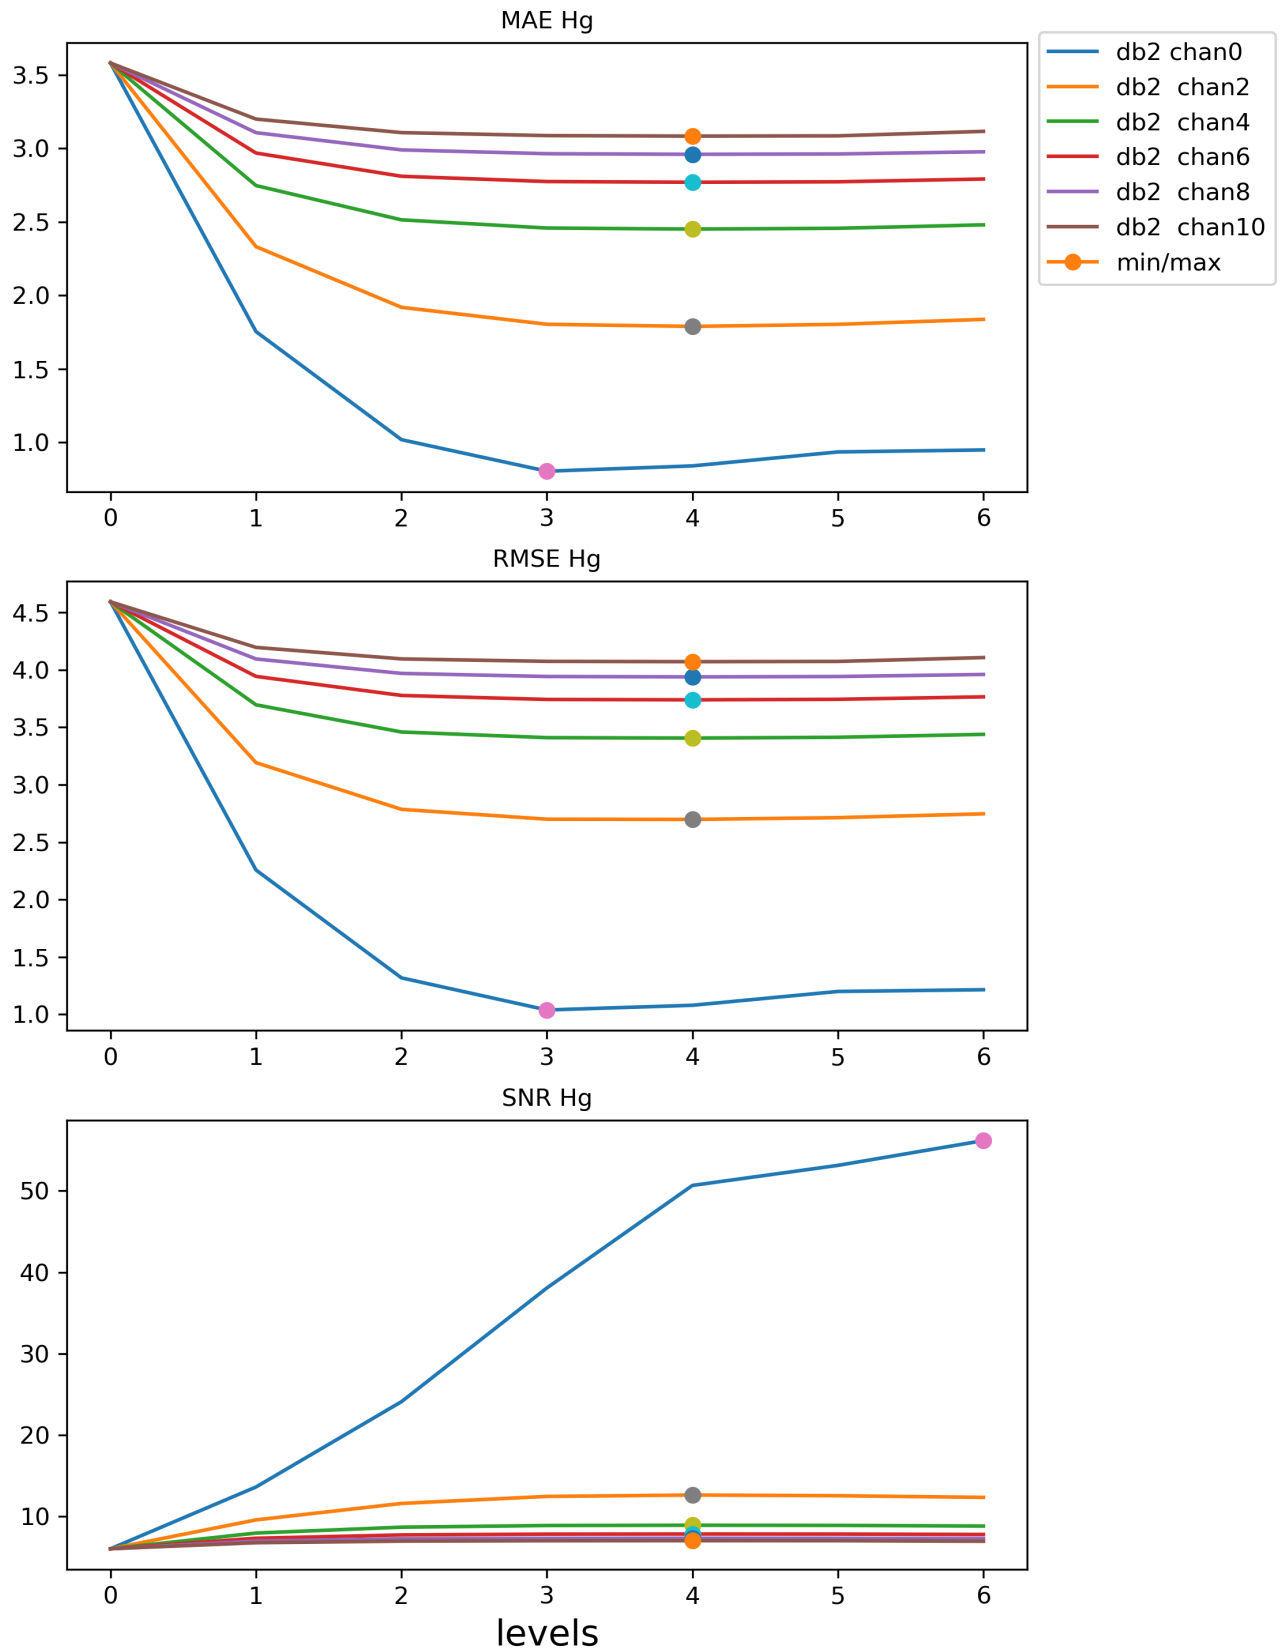 MAE Hg
3.5
3.0
2.5
2.0
1.5
1.0
0 1 2 3 4 5 6
db2 chan0
db2  chan2
db2  chan4
db2  chan6
db2  chan8
db2  chan10
min/max
RMSE Hg
4.5
4.0
3.5
3.0
2.5
2.0
1.5
1.0
0 1 2 3 4 5 6
SNR Hg
50
40
30
20
10
0 1 2 3 4 5 6
levels